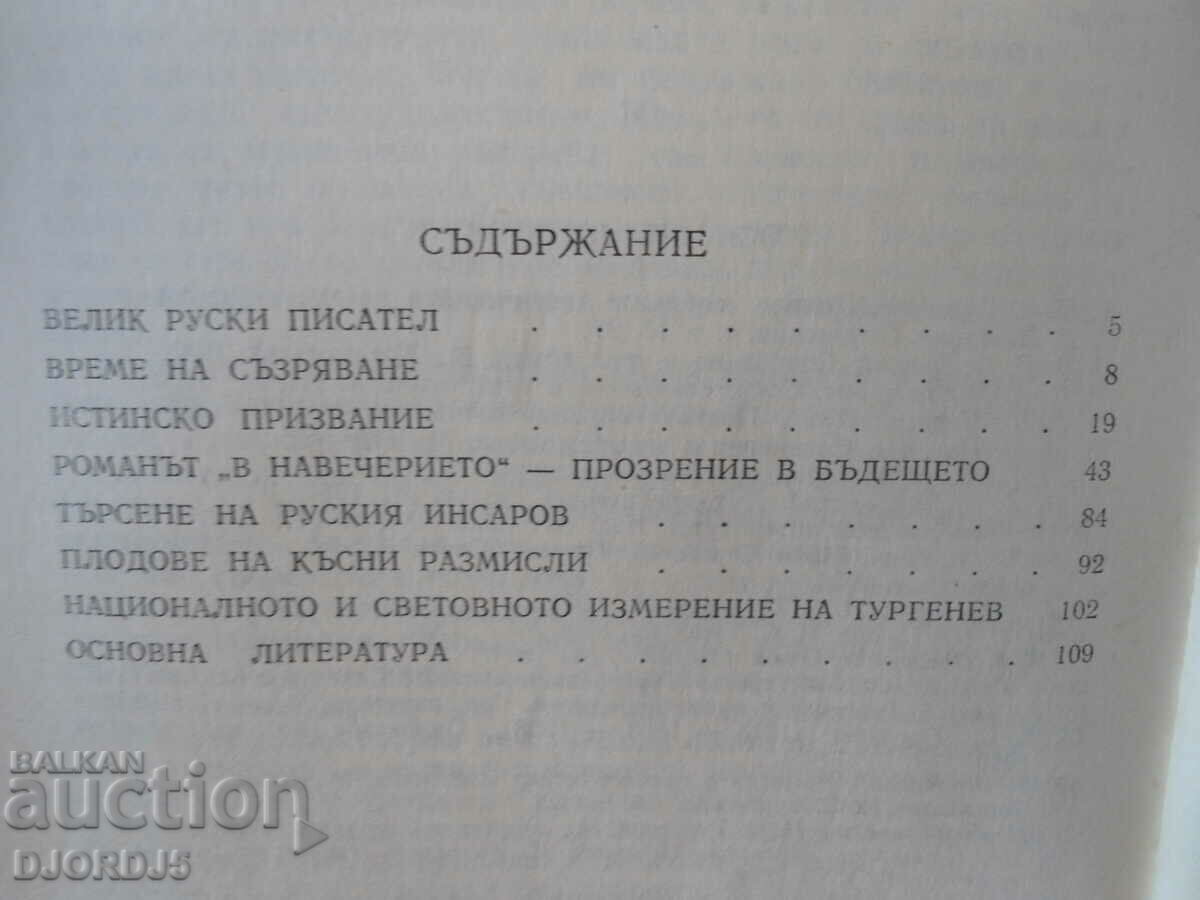 СЪДЪРЖАНИЕ
ВЕЛИК РУСКИ ПИСАТЕЛ . . . . . . . . . 5
ВРЕМЕ НА СЪЗРЯВАНЕ . . . . . . . . . 8
ИСТИНСКО ПРИЗВАНИЕ . . . . . . . . . 19
РОМАНЪТ „В НАВЕЧЕРИЕТО“ — ПРОЗРЕНИЕ В БЪДЕЩЕТО 43
ТЪРСЕНЕ НА РУСКИЯ ИНСАРОВ . . . . . . . 84
ПЛОДОВЕ НА КЪСНИ РАЗМИСЛИ . . . . . . . 92
НАЦИОНАЛНОТО И СВЕТОВНОТО ИЗМЕРЕНИЕ НА ТУРГЕНЕВ 102
ОСНОВНА ЛИТЕРАТУРА . . . . . . . . . 109
BALKAN
auction
DJORDJ5